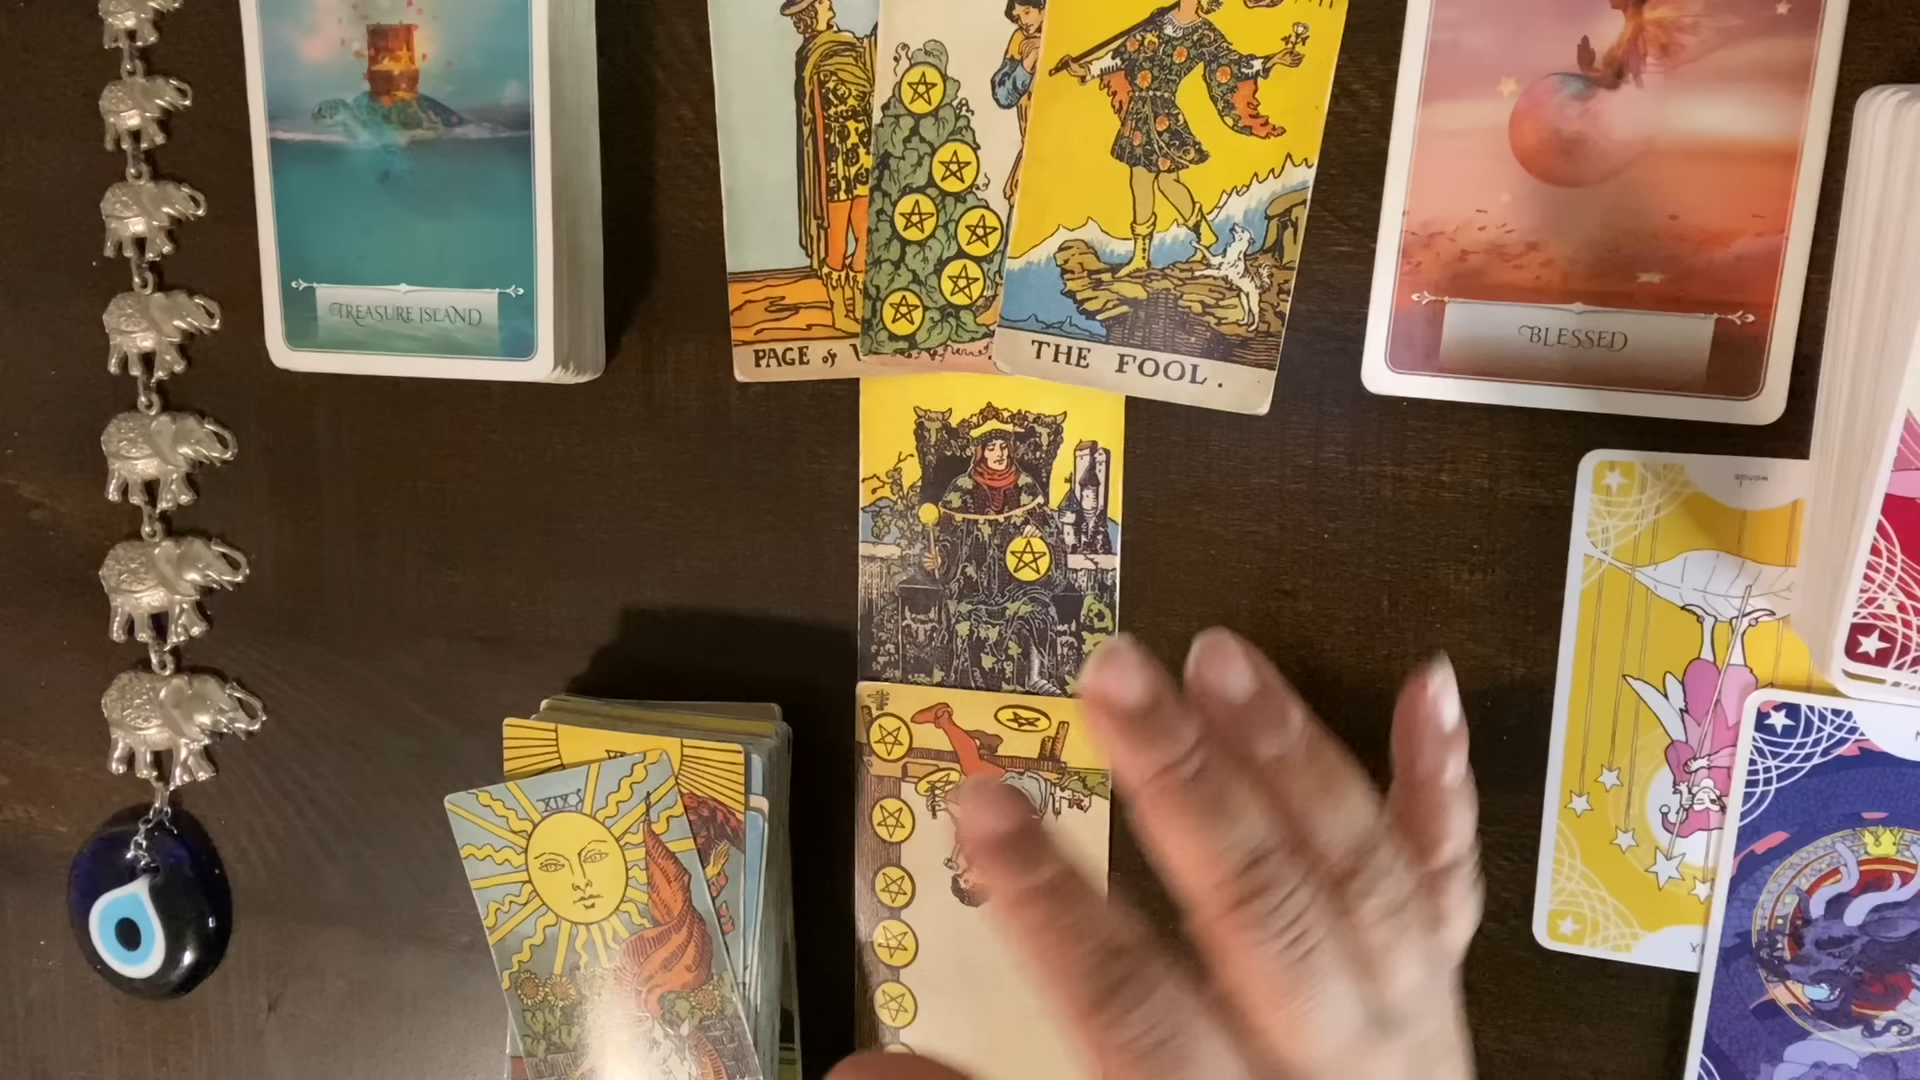 TREASURE ISLAND
PAGE of
THE FOOL.
BLESSED
XIX